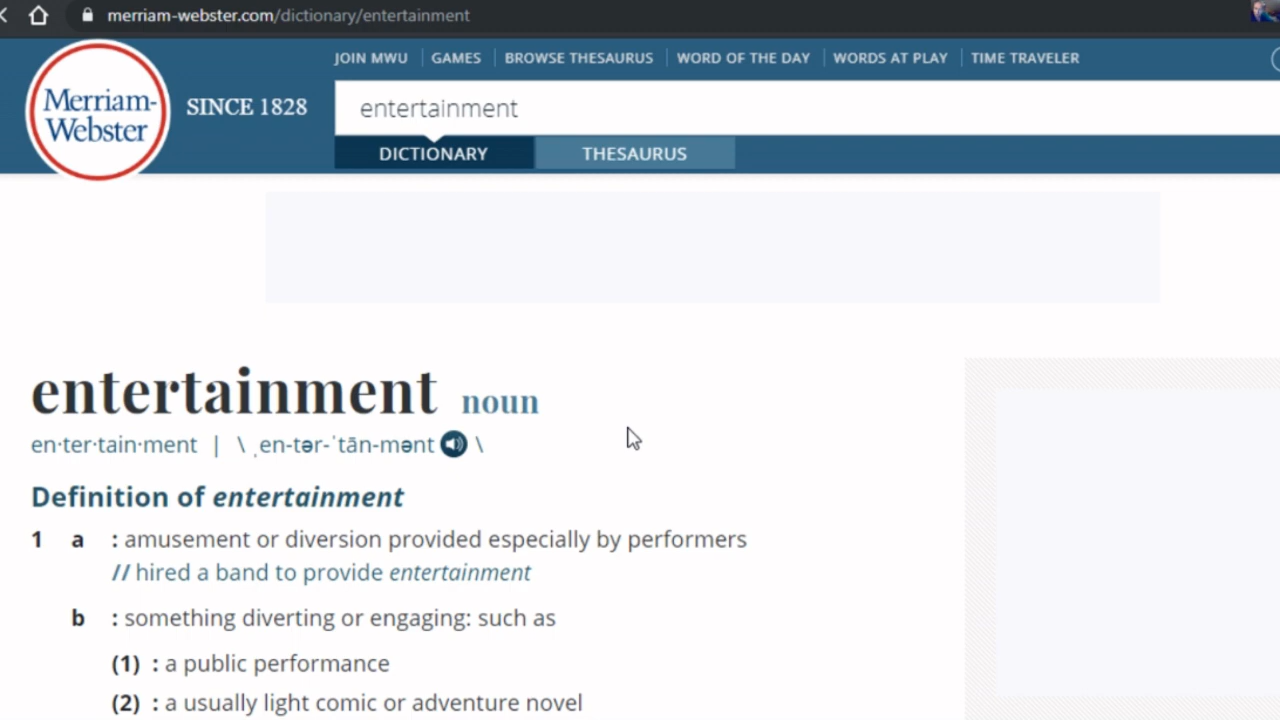 merriam-webster.com/dictionary/entertainment
JOIN MWU GAMES BROWSE THESAURUS WORD OF THE DAY WORDS AT PLAY TIME TRAVELER
Merriam-
Webster
SINCE 1828
entertainment
DICTIONARY THESAURUS
entertainment noun
en·ter·tain·ment | \ ˌen-tər-ˈtān-mənt \
Definition of entertainment
1 a : amusement or diversion provided especially by performers
// hired a band to provide entertainment
b : something diverting or engaging: such as
(1) : a public performance
(2) : a usually light comic or adventure novel